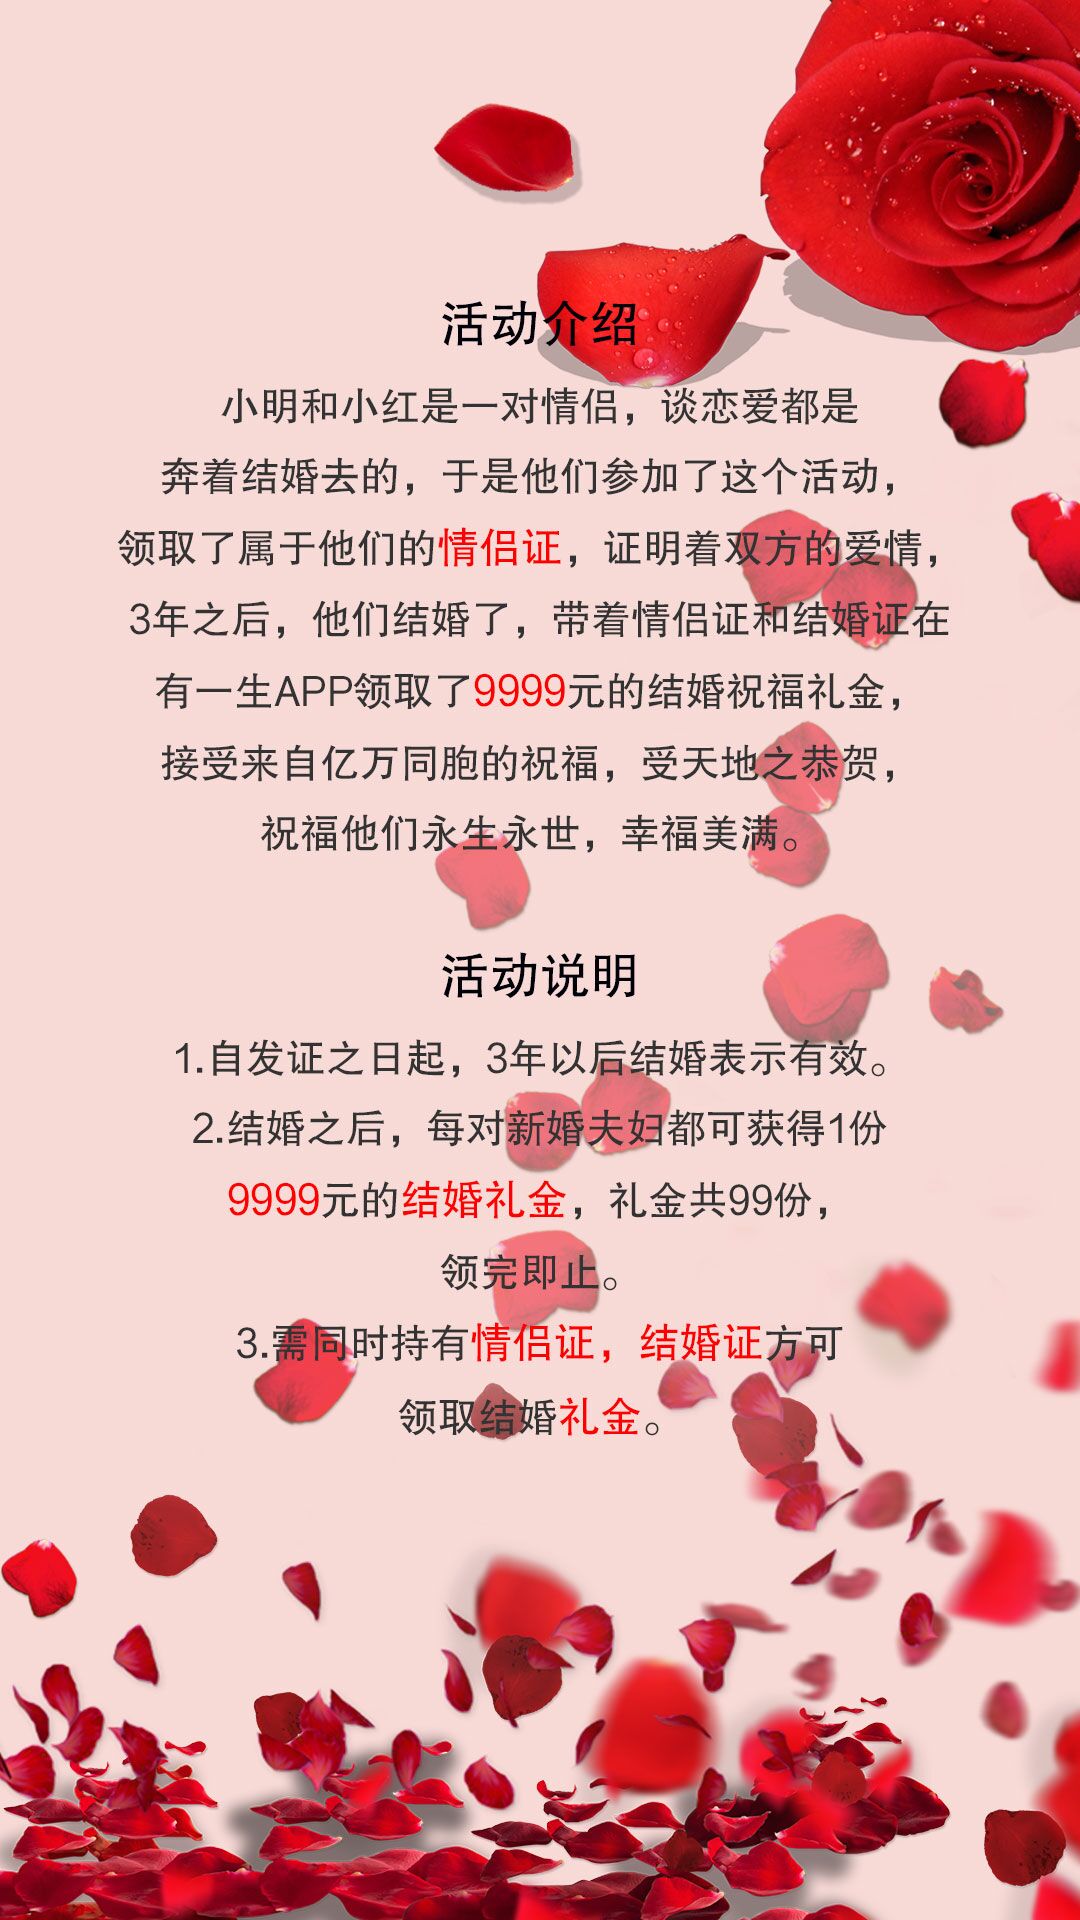 活动介绍
小明和小红是一对情侣，谈恋爱都是
奔着结婚去的，于是他们参加了这个活动，
领取了属于他们的情侣证，证明着双方的爱情，
3年之后，他们结婚了，带着情侣证和结婚证在
有一生APP领取了9999元的结婚祝福礼金，
接受来自亿万同胞的祝福，受天地之恭贺，
祝福他们永生永世，幸福美满。
活动说明
1.自发证之日起，3年以后结婚表示有效。
2.结婚之后，每对新婚夫妇都可获得1份
9999元的结婚礼金，礼金共99份，
领完即止。
3.需同时持有情侣证，结婚证方可
领取结婚礼金。